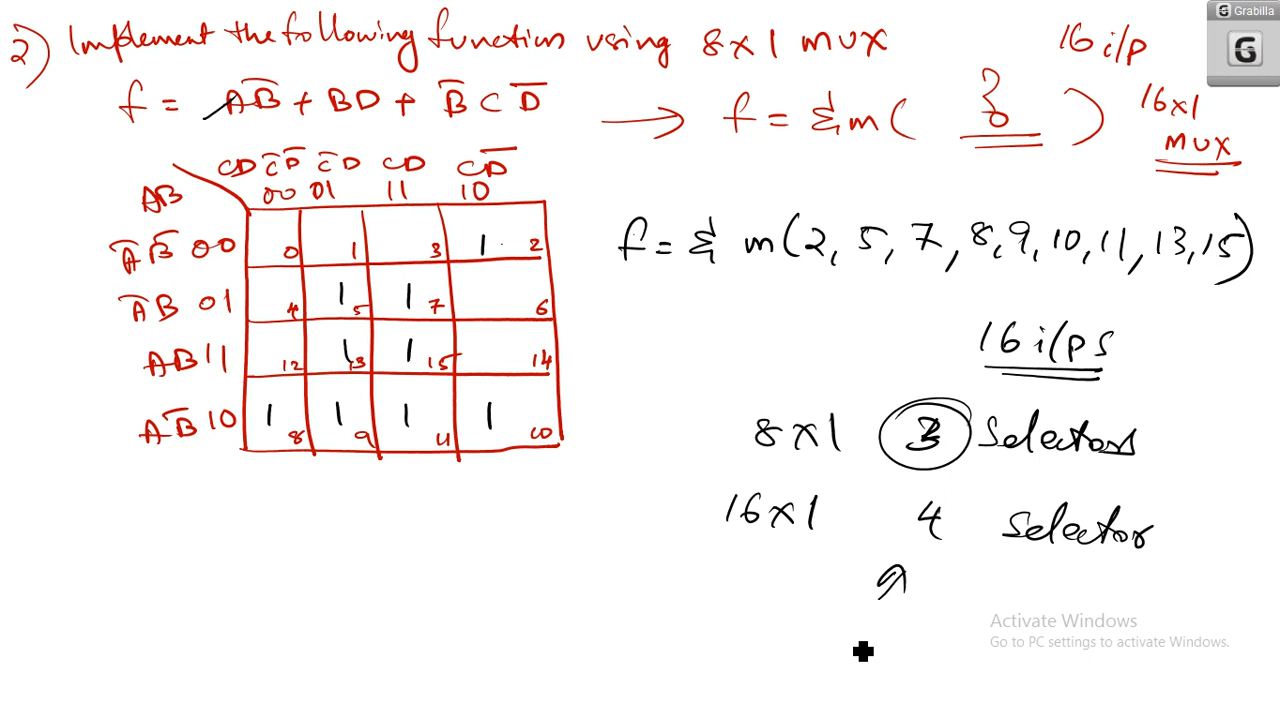 Grabilla
G
2) Implement the following function using 8x1 mux
16 i/p
f = AB̅ + BD + B̅CD̅ → f = Σm( } )
16x1
mux
CD C̅D̅ C̅D CD CD̅
AB 00 01 11 10
A̅B̅ 00 0 1 3 1 2
A̅B 01 4 1 5 1 7 6
AB 11 12 1 13 1 15 14
AB̅ 10 1 8 1 9 1 11 1 10
f = Σ m(2, 5, 7, 8, 9, 10, 11, 13, 15)
16 i/ps
8x1 3 Selectors
16x1 4 Selector
Activate Windows
Go to PC settings to activate Windows.